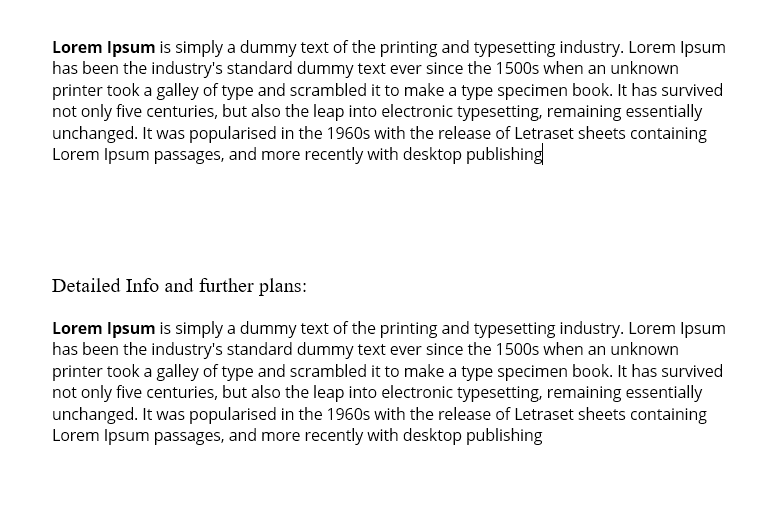 Lorem Ipsum is simply a dummy text of the printing and typesetting industry. Lorem Ipsum
has been the industry's standard dummy text ever since the 1500s when an unknown
printer took a galley of type and scrambled it to make a type specimen book. It has survived
not only five centuries, but also the leap into electronic typesetting, remaining essentially
unchanged. It was popularised in the 1960s with the release of Letraset sheets containing
Lorem Ipsum passages, and more recently with desktop publishing
Detailed Info and further plans:
Lorem Ipsum is simply a dummy text of the printing and typesetting industry. Lorem Ipsum
has been the industry's standard dummy text ever since the 1500s when an unknown
printer took a galley of type and scrambled it to make a type specimen book. It has survived
not only five centuries, but also the leap into electronic typesetting, remaining essentially
unchanged. It was popularised in the 1960s with the release of Letraset sheets containing
Lorem Ipsum passages, and more recently with desktop publishing